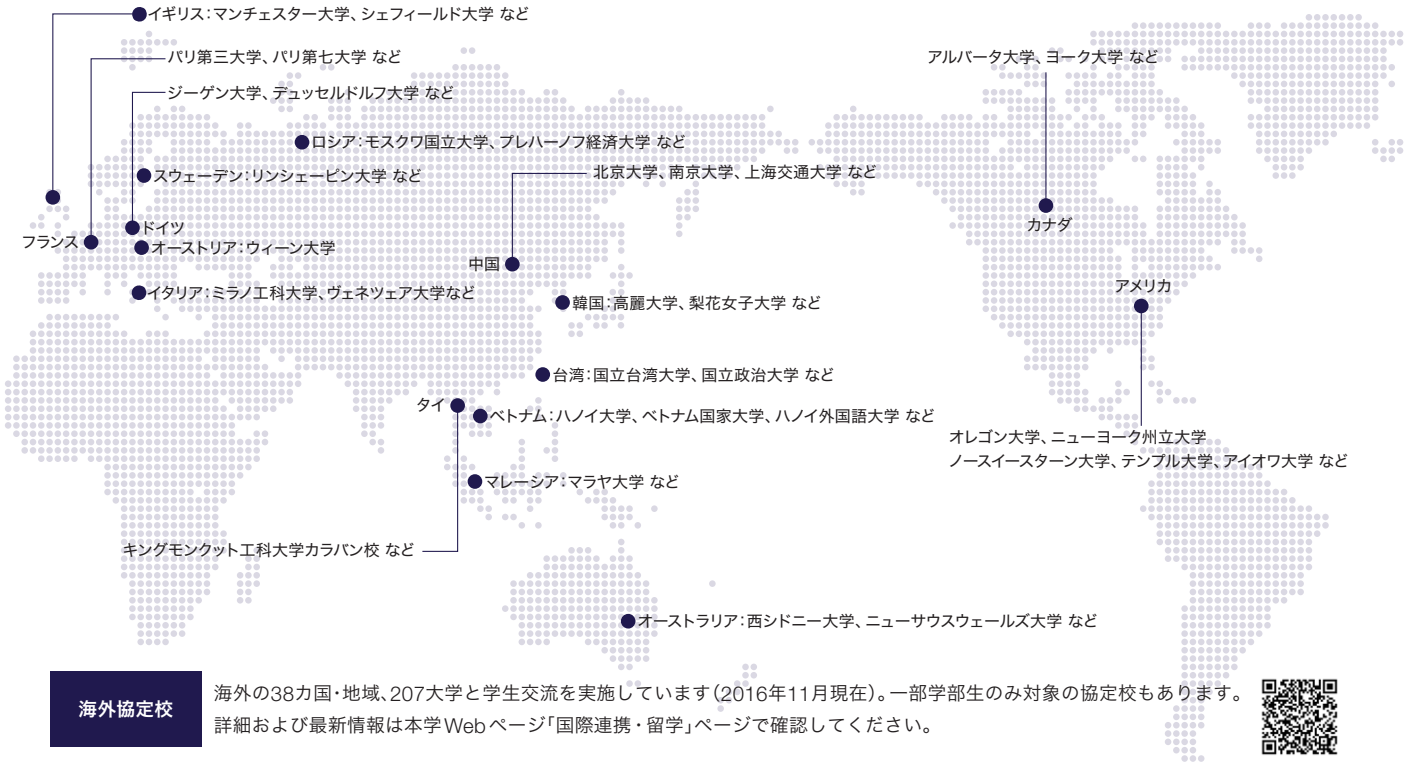 イギリス：マンチェスター大学、シェフィールド大学 など
パリ第三大学、パリ第七大学 など
アルバータ大学、ヨーク大学 など
ジーゲン大学、デュッセルドルフ大学 など
ロシア：モスクワ国立大学、プレハーノフ経済大学 など
スウェーデン：リンシェーピン大学 など
北京大学、南京大学、上海交通大学 など
ドイツ
カナダ
フランス
オーストリア：ウィーン大学
中国
イタリア：ミラノ工科大学、ヴェネツェア大学など
アメリカ
韓国：高麗大学、梨花女子大学 など
台湾：国立台湾大学、国立政治大学 など
タイ
ベトナム：ハノイ大学、ベトナム国家大学、ハノイ外国語大学 など
オレゴン大学、ニューヨーク州立大学
ノースイースターン大学、テンプル大学、アイオワ大学 など
マレーシア：マラヤ大学 など
キングモンクット工科大学カラバン校 など
オーストラリア：西シドニー大学、ニューサウスウェールズ大学 など
海外協定校
海外の38カ国・地域、207大学と学生交流を実施しています（2016年11月現在）。一部学部生のみ対象の協定校もあります。
詳細および最新情報は本学Webページ「国際連携・留学」ページで確認してください。